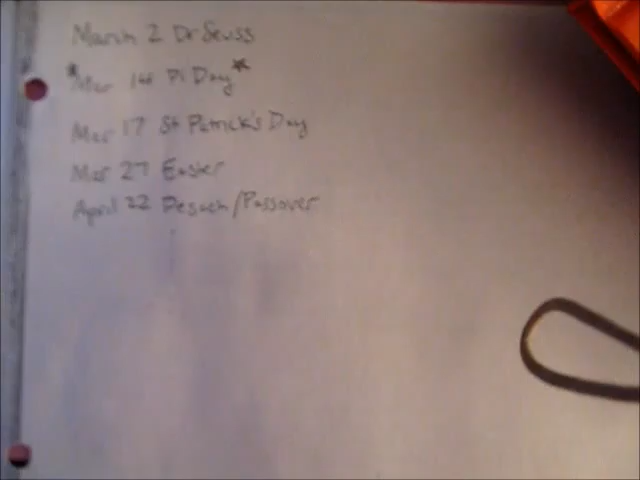 March 2 Dr Seuss
*Mar 14 Pi Day*
Mar 17 St Patrick's Day
Mar 27 Easter
April 22 Pesach/Passover